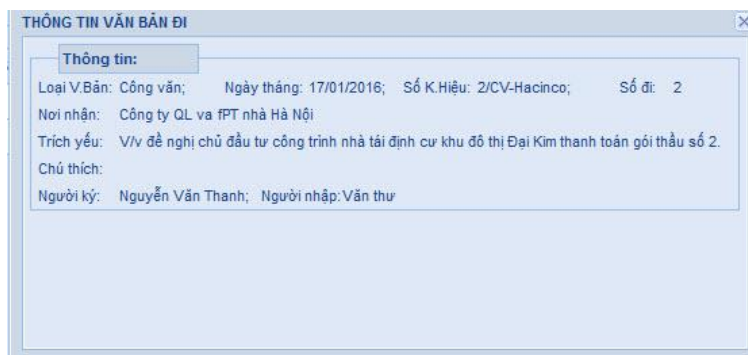 THÔNG TIN VĂN BẢN ĐI
Thông tin:
Loại V.Bản: Công văn; Ngày tháng: 17/01/2016; Số K.Hiệu: 2/CV-Hacinco; Số đi: 2
Nơi nhận: Công ty QL va fPT nhà Hà Nội
Trích yếu: V/v đề nghị chủ đầu tư công trình nhà tái định cư khu đô thị Đại Kim thanh toán gói thầu số 2.
Chú thích:
Người ký: Nguyễn Văn Thanh; Người nhập: Văn thư